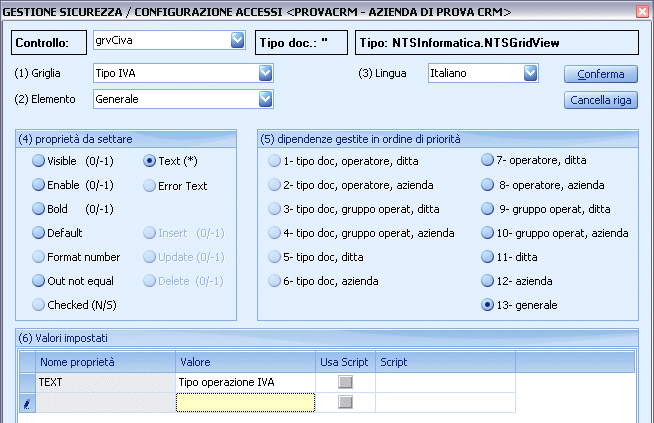 GESTIONE SICUREZZA / CONFIGURAZIONE ACCESSI <PROVACRM - AZIENDA DI PROVA CRM>
Controllo: grvCiva Tipo doc.: '' Tipo: NTSInformatica.NTSGridView
(1) Griglia Tipo IVA (3) Lingua Italiano Conferma
(2) Elemento Generale Cancella riga
(4) proprietà da settare (5) dipendenze gestite in ordine di priorità
Visible (0/-1) Text (*) 1- tipo doc, operatore, ditta 7- operatore, ditta
Enable (0/-1) Error Text 2- tipo doc, operatore, azienda 8- operatore, azienda
Bold (0/-1) 3- tipo doc, gruppo operat, ditta 9- gruppo operat, ditta
Default Insert (0/-1) 4- tipo doc, gruppo operat, azienda 10- gruppo operat, azienda
Format number Update (0/-1) 5- tipo doc, ditta 11- ditta
Out not equal Delete (0/-1) 6- tipo doc, azienda 12- azienda
Checked (N/S) 13- generale
(6) Valori impostati
Nome proprietà Valore Usa Script Script
TEXT Tipo operazione IVA